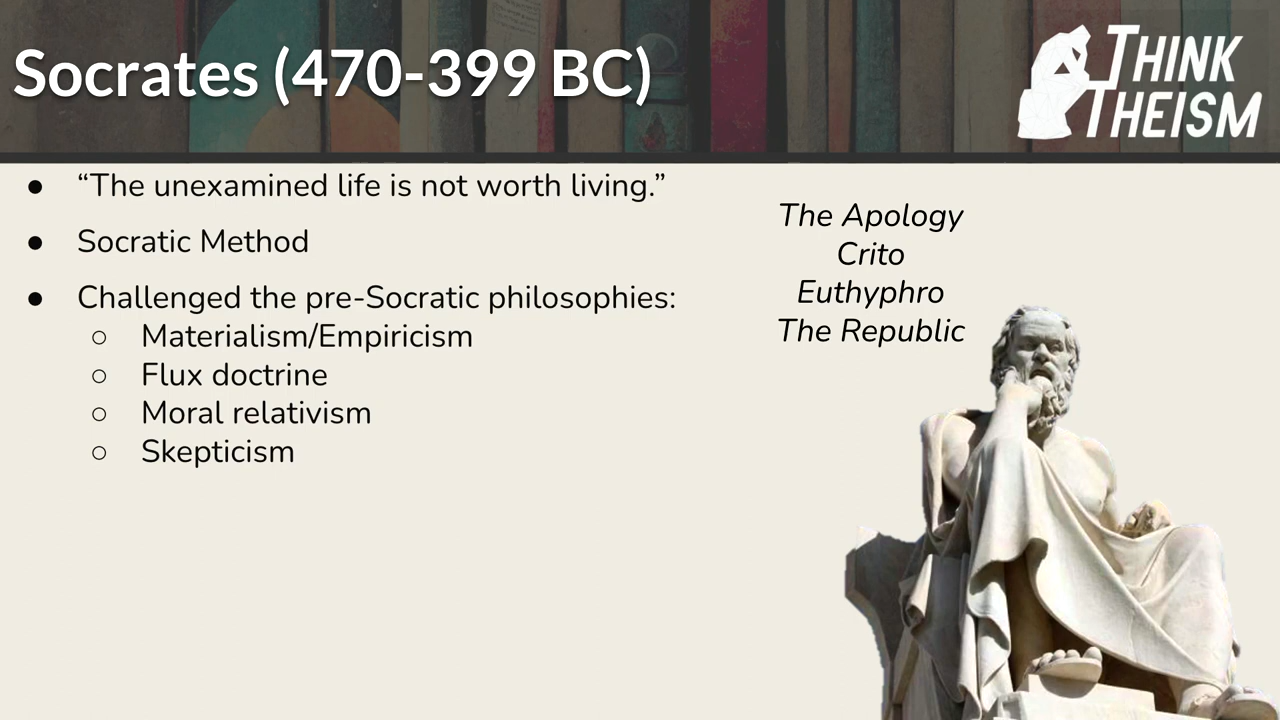 Socrates (470-399 BC)
THINK
THEISM
● “The unexamined life is not worth living.”
● Socratic Method
● Challenged the pre-Socratic philosophies:
○ Materialism/Empiricism
○ Flux doctrine
○ Moral relativism
○ Skepticism
The Apology
Crito
Euthyphro
The Republic